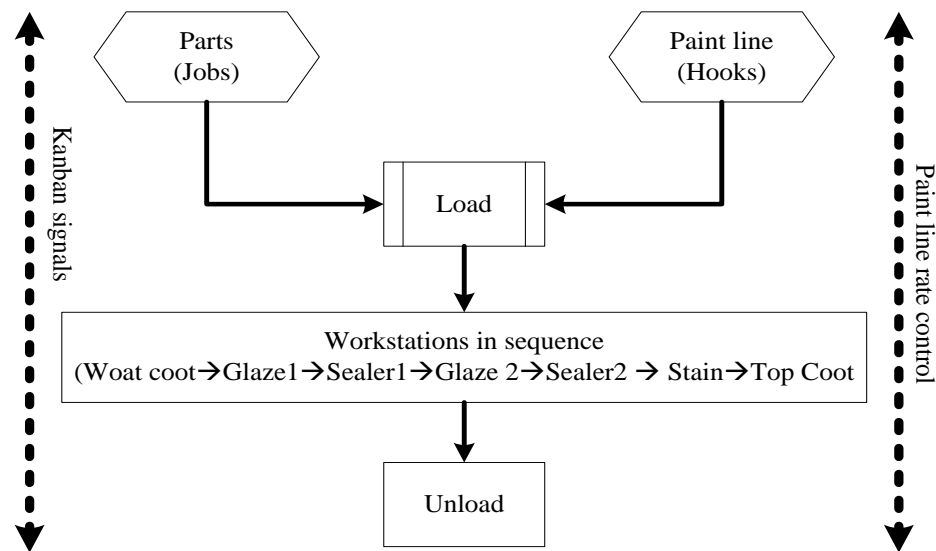 Parts
(Jobs)
Paint line
(Hooks)
Kanban signals
Paint line rate control
Load
Workstations in sequence
(Woat coot→Glaze1→Sealer1→Glaze 2→Sealer2 → Stain→Top Coot
Unload